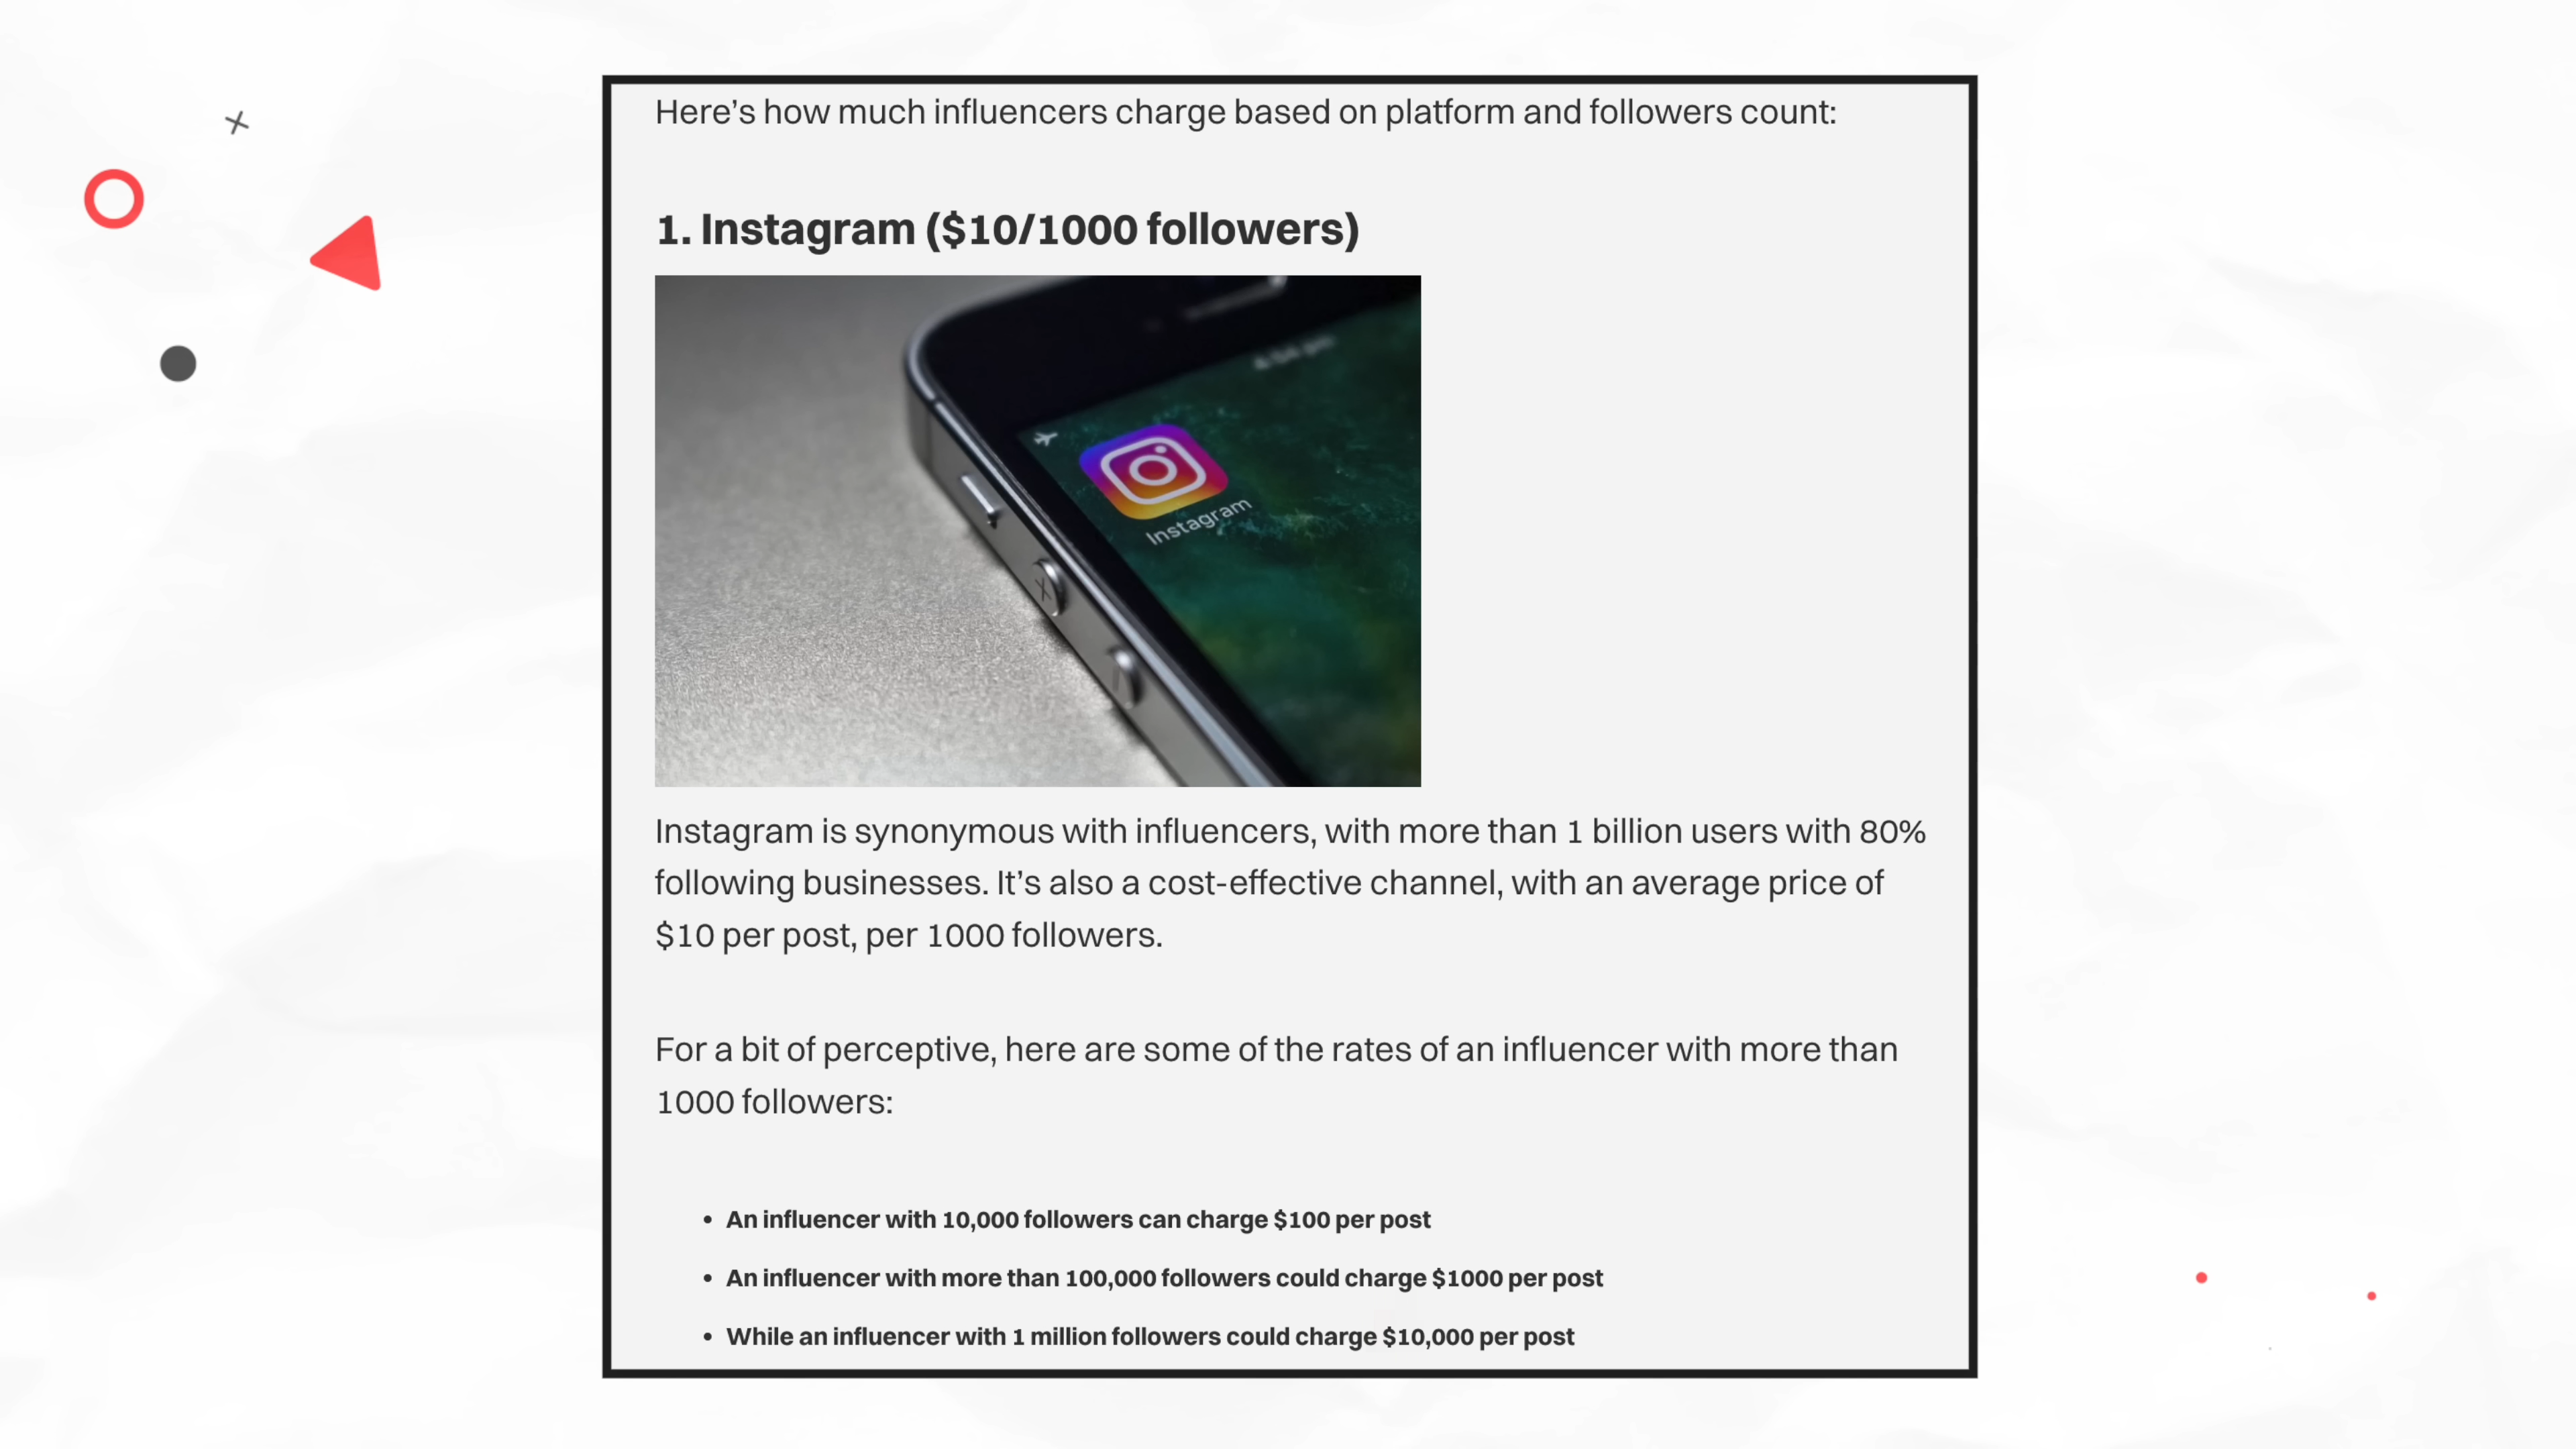 Here’s how much influencers charge based on platform and followers count:
1. Instagram ($10/1000 followers)
Instagram
Instagram is synonymous with influencers, with more than 1 billion users with 80%
following businesses. It’s also a cost-effective channel, with an average price of
$10 per post, per 1000 followers.
For a bit of perceptive, here are some of the rates of an influencer with more than
1000 followers:
• An influencer with 10,000 followers can charge $100 per post
• An influencer with more than 100,000 followers could charge $1000 per post
• While an influencer with 1 million followers could charge $10,000 per post